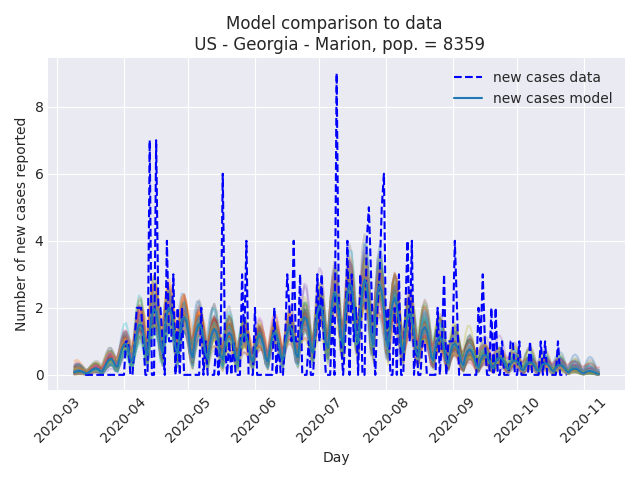 Model comparison to data
US - Georgia - Marion, pop. = 8359
new cases data
new cases model
Number of new cases reported
8
6
4
2
0
2020-03
2020-04
2020-05
2020-06
2020-07
2020-08
2020-09
2020-10
2020-11
Day